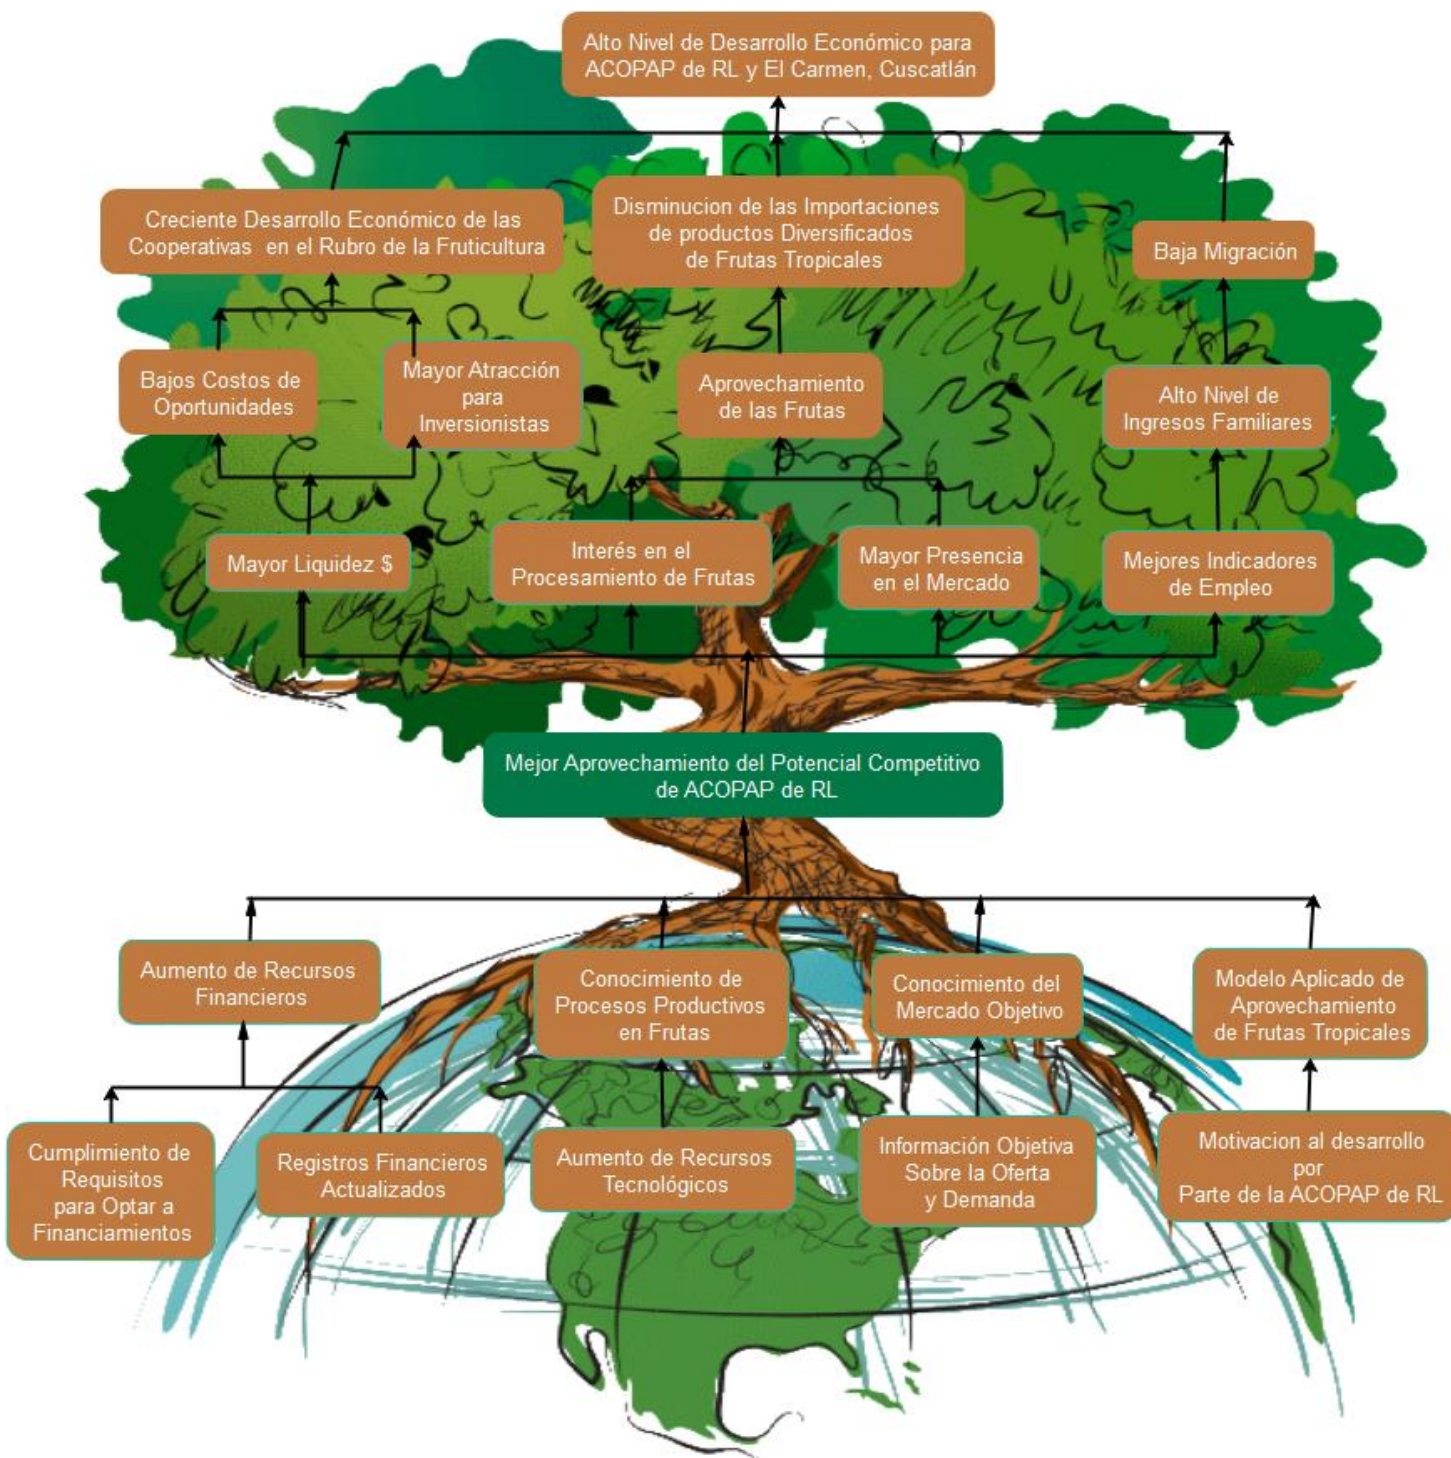 Alto Nivel de Desarrollo Económico para
ACOPAP de RL y El Carmen, Cuscatlán
Creciente Desarrollo Económico de las
Cooperativas en el Rubro de la Fruticultura
Disminucion de las Importaciones
de productos Diversificados
de Frutas Tropicales
Baja Migración
Bajos Costos de
Oportunidades
Mayor Atracción
para
Inversionistas
Aprovechamiento
de las Frutas
Alto Nivel de
Ingresos Familiares
Mayor Liquidez $
Interés en el
Procesamiento de Frutas
Mayor Presencia
en el Mercado
Mejores Indicadores
de Empleo
Mejor Aprovechamiento del Potencial Competitivo
de ACOPAP de RL
Aumento de Recursos
Financieros
Conocimiento de
Procesos Productivos
en Frutas
Conocimiento del
Mercado Objetivo
Modelo Aplicado de
Aprovechamiento
de Frutas Tropicales
Cumplimiento de
Requisitos
para Optar a
Financiamientos
Registros Financieros
Actualizados
Aumento de Recursos
Tecnológicos
Información Objetiva
Sobre la Oferta
y Demanda
Motivacion al desarrollo
por
Parte de la ACOPAP de RL